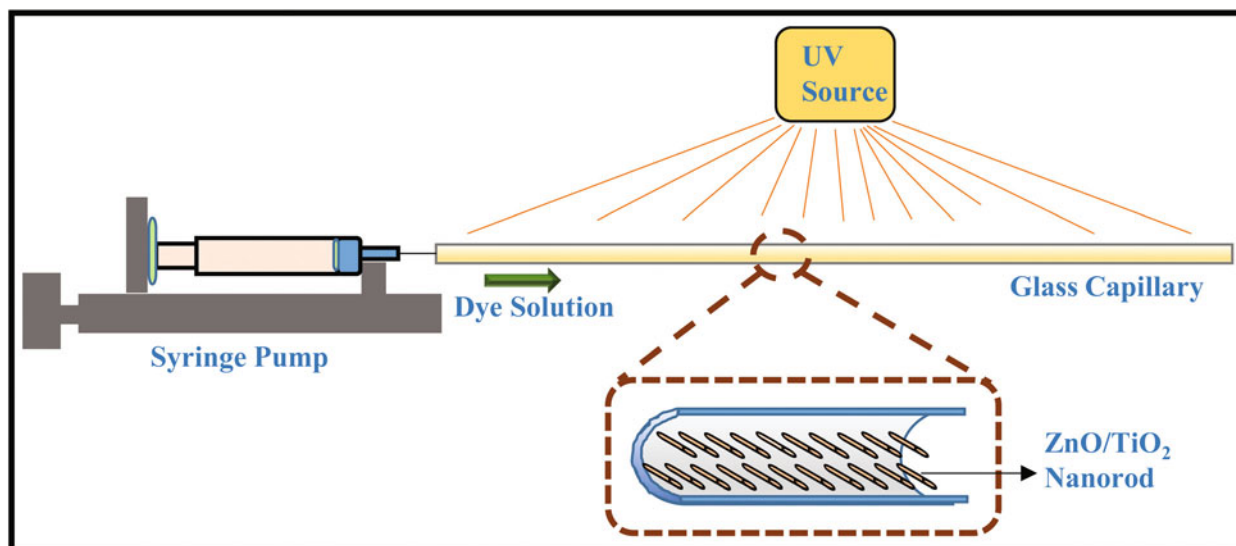 UV
Source
Dye Solution
Glass Capillary
Syringe Pump
ZnO/TiO₂
Nanorod